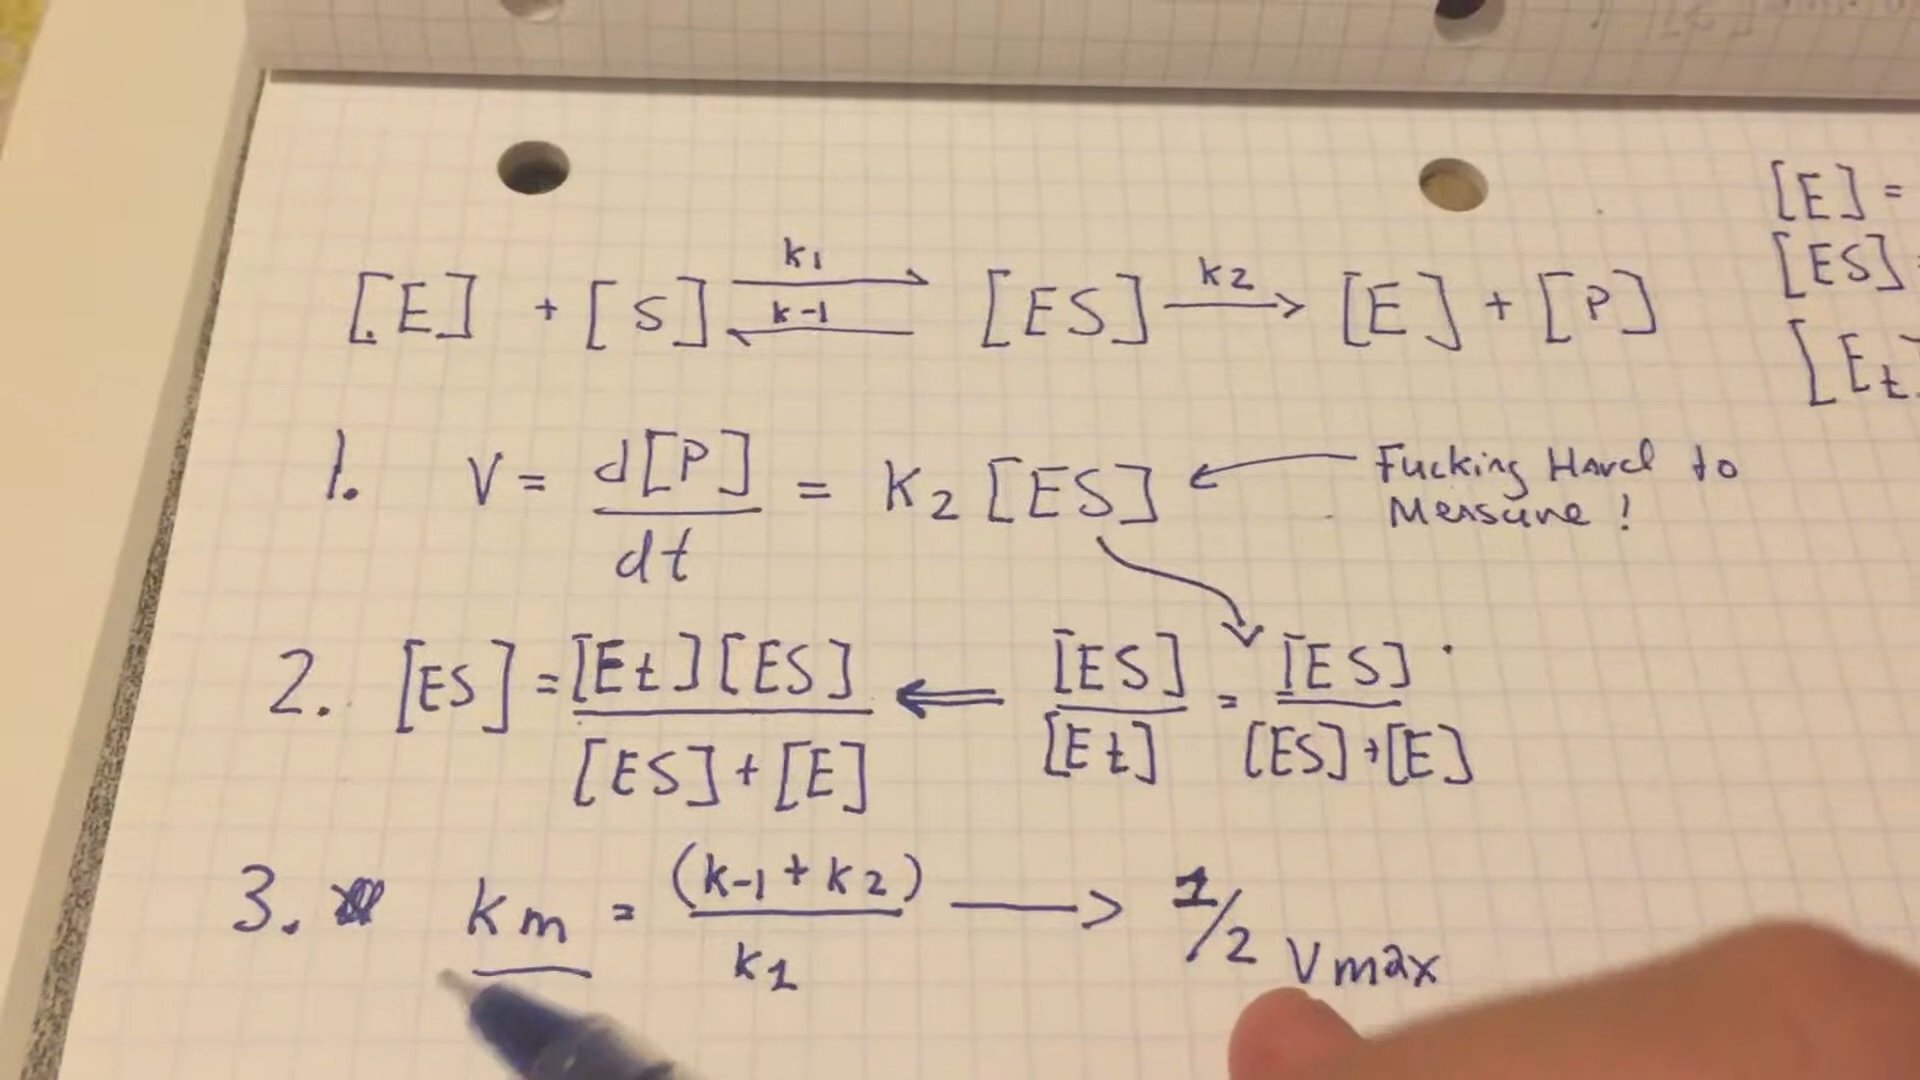 [E] + [S] k1 k-1 [ES] k2 [E] + [P]
[E] =
[ES] =
[Et]
1. V = d[P] / dt = K2 [ES] ← Fucking Hard to
Measure!
2. [ES] = [Et][ES] / [ES] + [E] ⇐ [ES] / [Et] = [ES] / [ES] + [E]
3. km = (k-1 + k2) / k1 → 1/2 Vmax